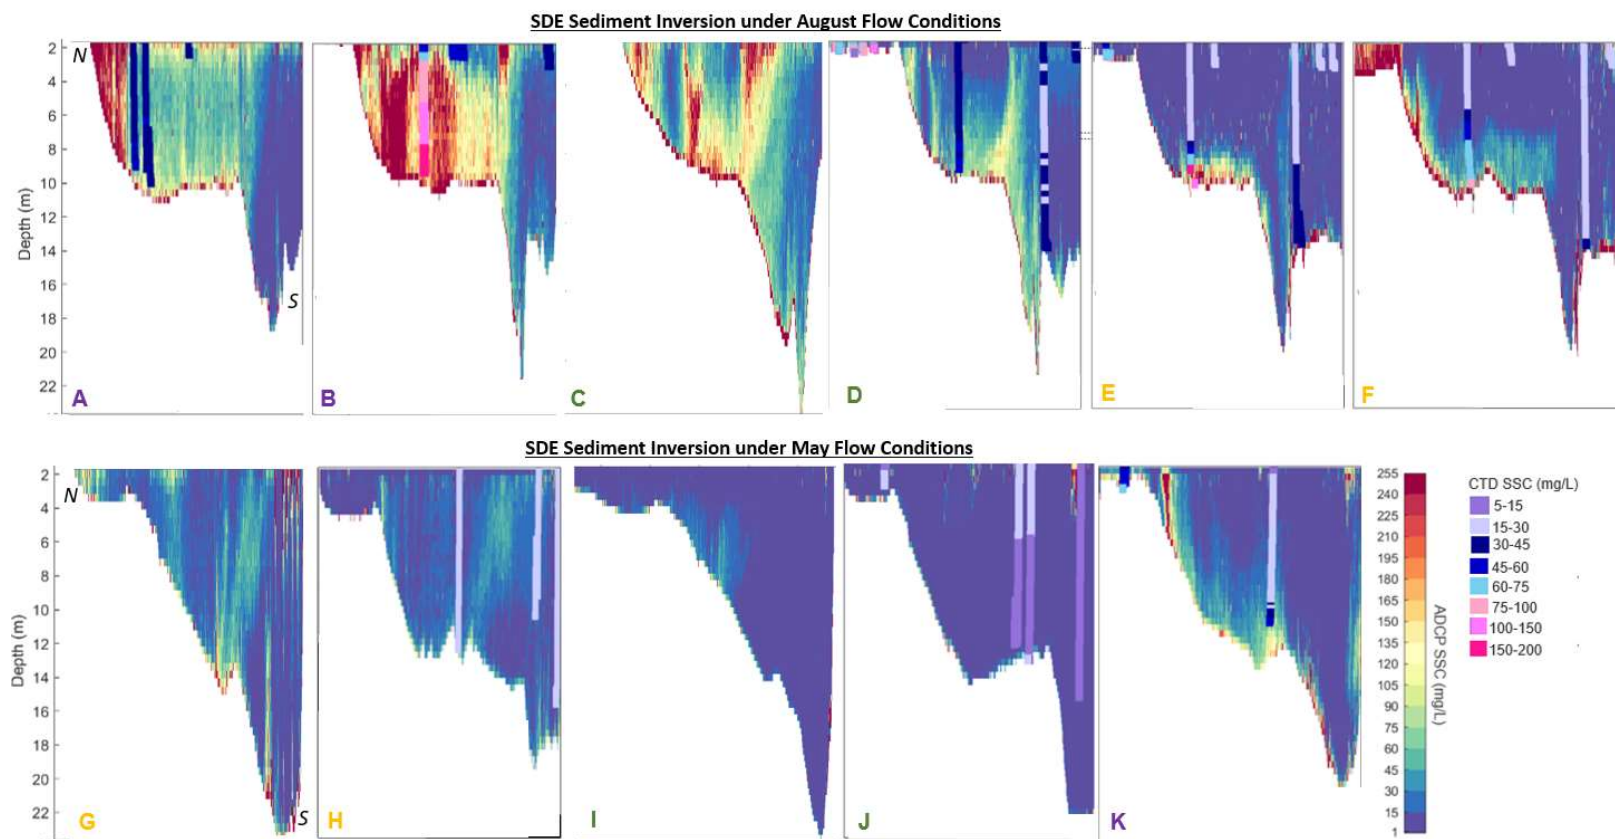 SDE Sediment Inversion under August Flow Conditions
N
2
4
6
8
10
12
14
16
18
20
22
Depth (m)
S
A
B
C
D
E
F
SDE Sediment Inversion under May Flow Conditions
N
2
4
6
8
10
12
14
16
18
20
22
Depth (m)
S
G
H
I
J
K
255
240
225
210
195
180
165
150
135
120
105
90
75
60
45
30
15
1
ADCP SSC (mg/L)
CTD SSC (mg/L)
5-15
15-30
30-45
45-60
60-75
75-100
100-150
150-200